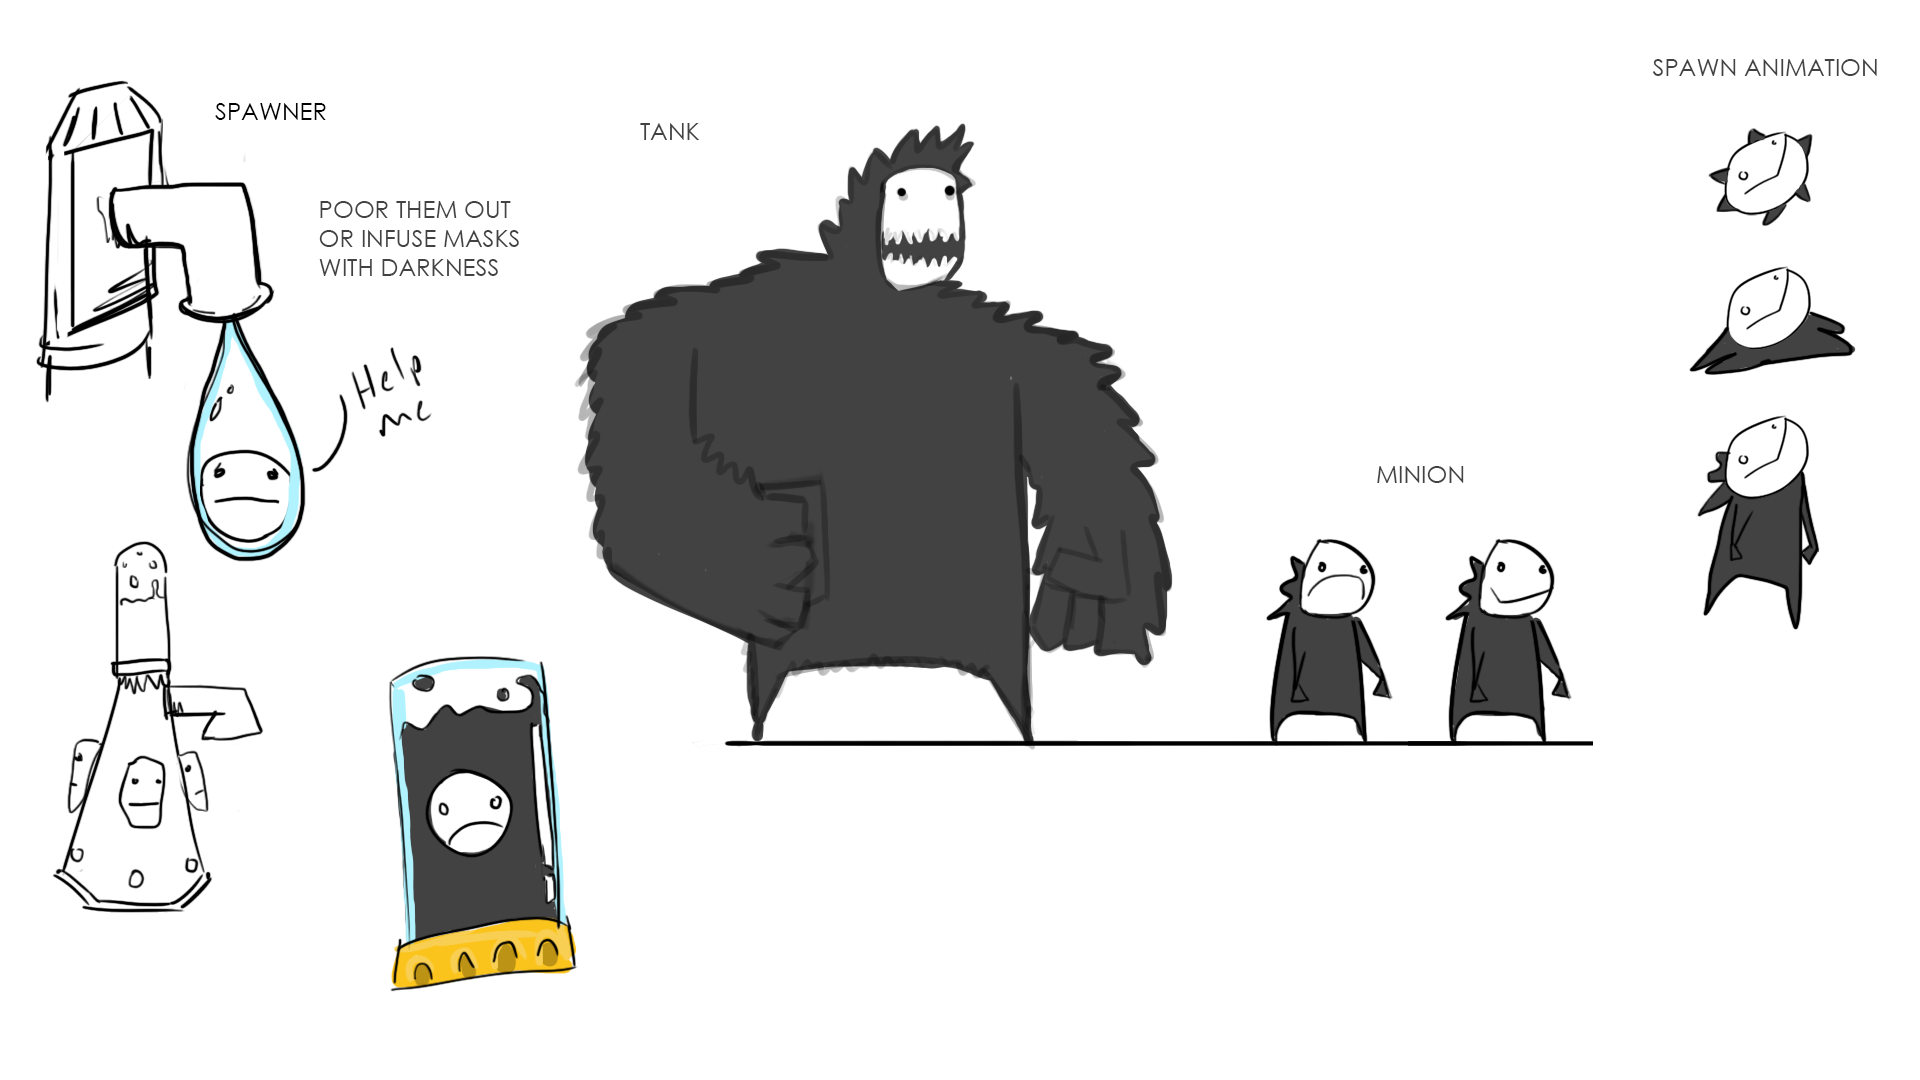 SPAWNER
POOR THEM OUT
OR INFUSE MASKS
WITH DARKNESS
Help
me
TANK
MINION
SPAWN ANIMATION